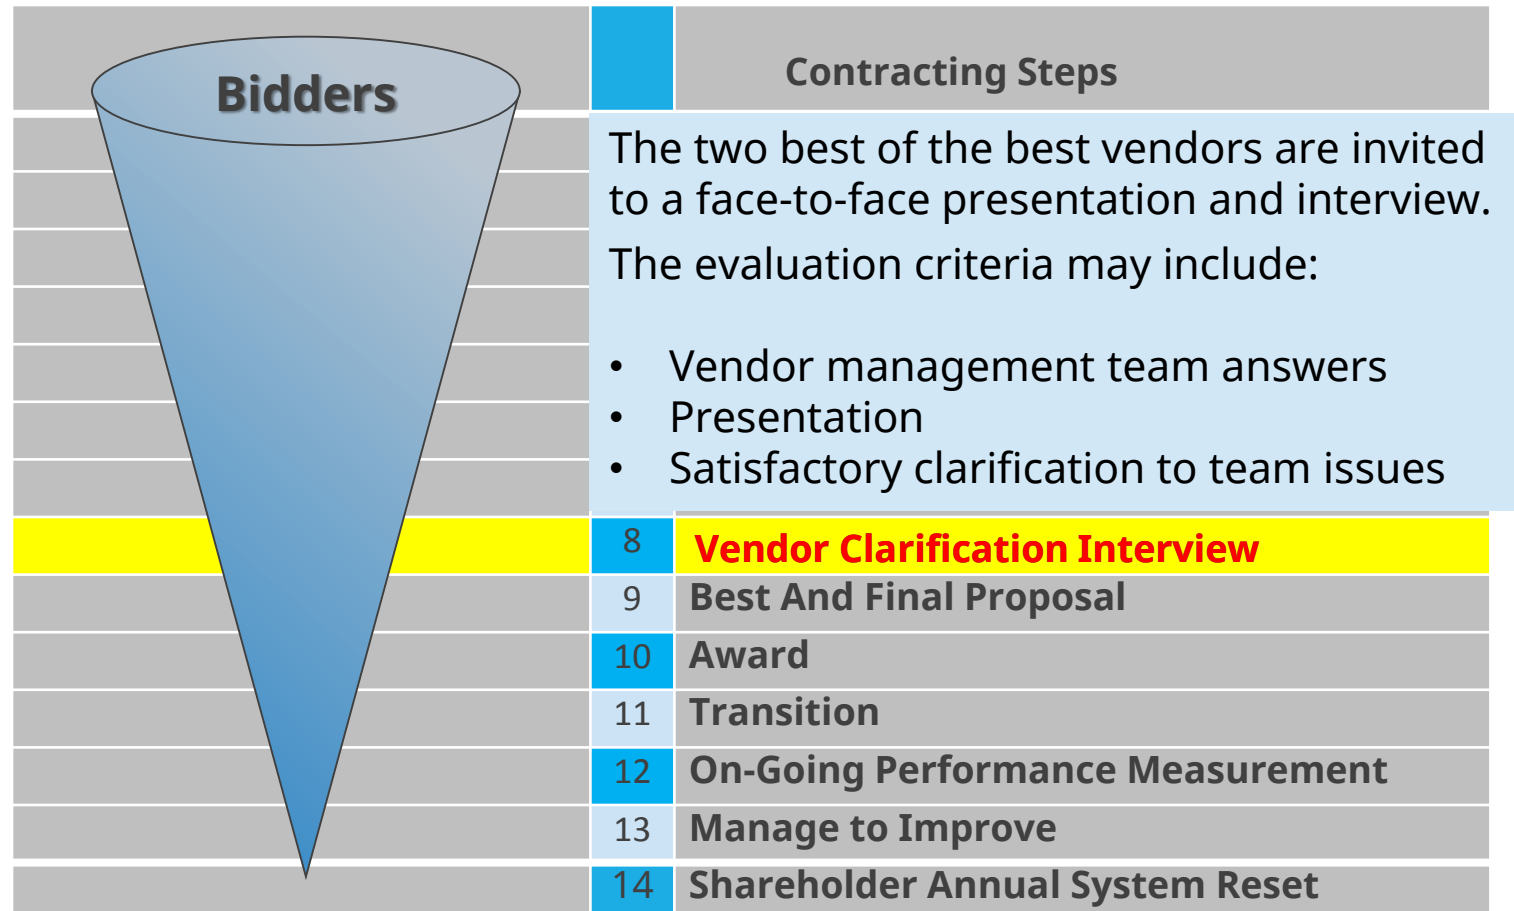 Bidders
Contracting Steps
The two best of the best vendors are invited
to a face-to-face presentation and interview.
The evaluation criteria may include:
• Vendor management team answers
• Presentation
• Satisfactory clarification to team issues
8 Vendor Clarification Interview
9 Best And Final Proposal
10 Award
11 Transition
12 On-Going Performance Measurement
13 Manage to Improve
14 Shareholder Annual System Reset